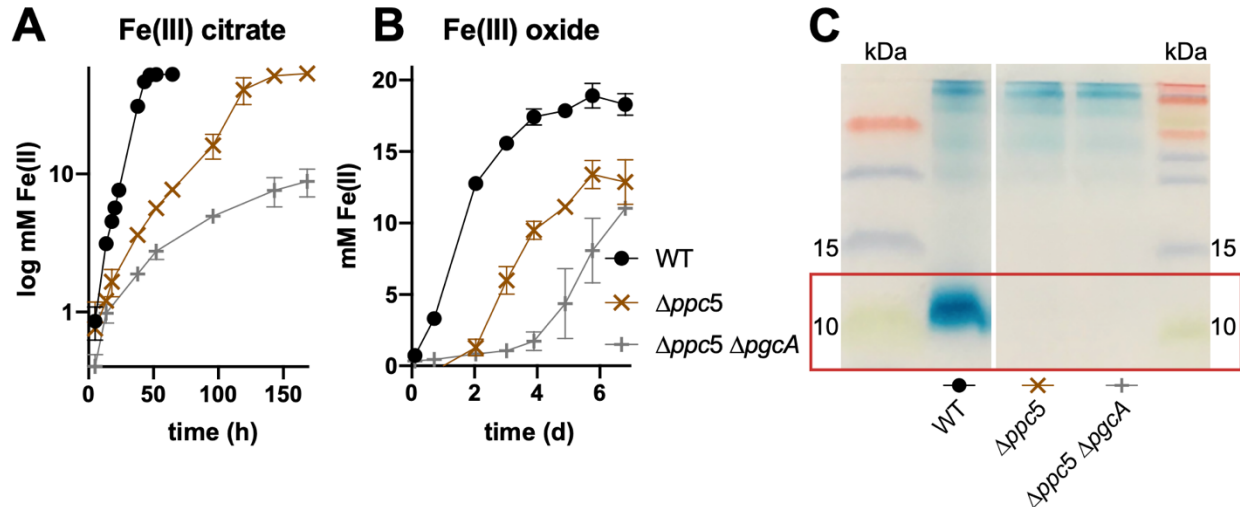 A
Fe(III) citrate
log mM Fe(II)
10
1
0
50
100
150
time (h)
B
Fe(III) oxide
mM Fe(II)
20
15
10
5
0
0
2
4
6
time (d)
WT
Δppc5
Δppc5 ΔpgcA
C
kDa
kDa
15
15
10
10
WT
Δppc5
Δppc5 ΔpgcA